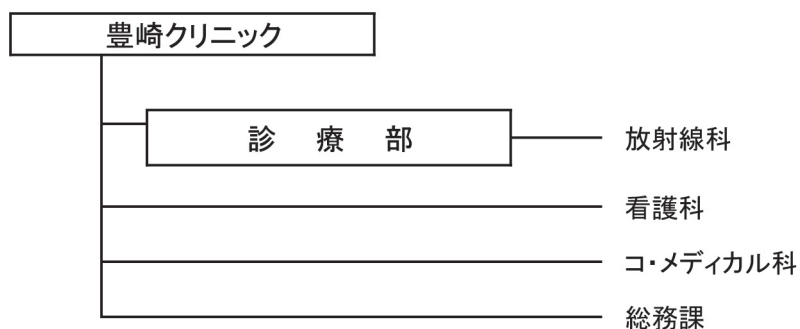 豊崎クリニック
診療部
放射線科
看護科
コ・メディカル科
総務課